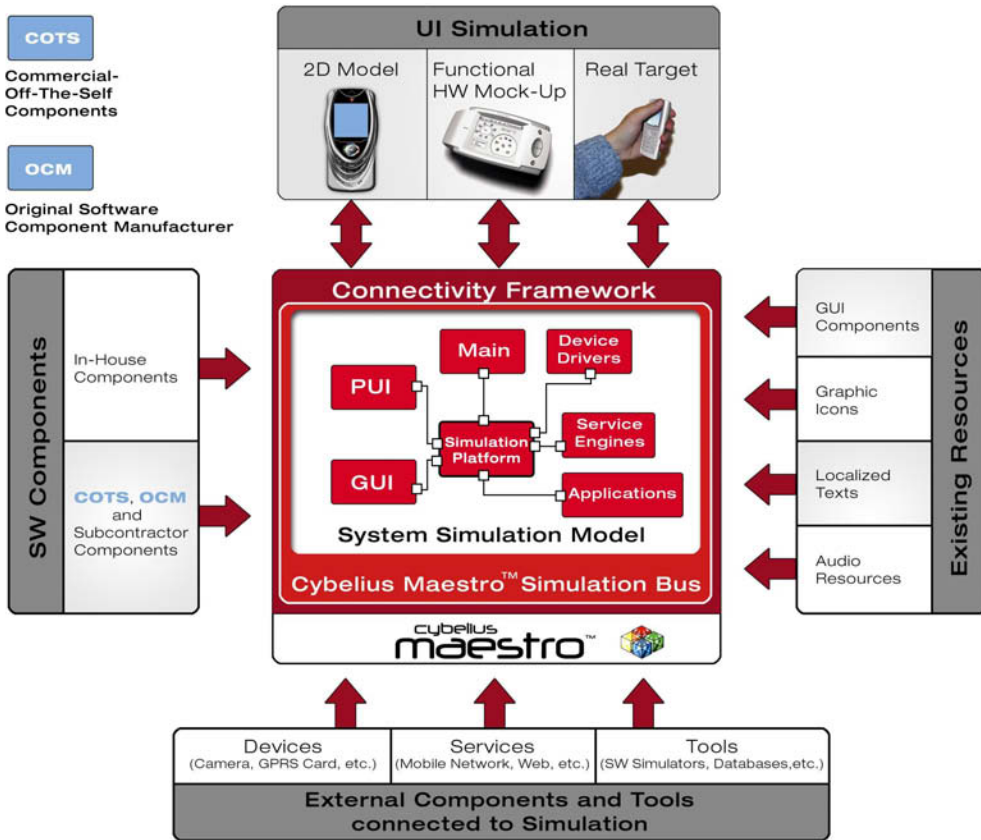 COTS
Commercial-
Off-The-Self
Components
OCM
Original Software
Component Manufacturer
UI Simulation
2D Model
Functional
HW Mock-Up
Real Target
SW Components
In-House
Components
COTS, OCM
and
Subcontractor
Components
Connectivity Framework
Main
Device
Drivers
PUI
Simulation
Platform
Service
Engines
GUI
Applications
System Simulation Model
Cybelius Maestro™ Simulation Bus
cybelius
maestro™
GUI
Components
Graphic
Icons
Localized
Texts
Audio
Resources
Existing Resources
Devices
(Camera, GPRS Card, etc.)
Services
(Mobile Network, Web, etc.)
Tools
(SW Simulators, Databases,etc.)
External Components and Tools
connected to Simulation